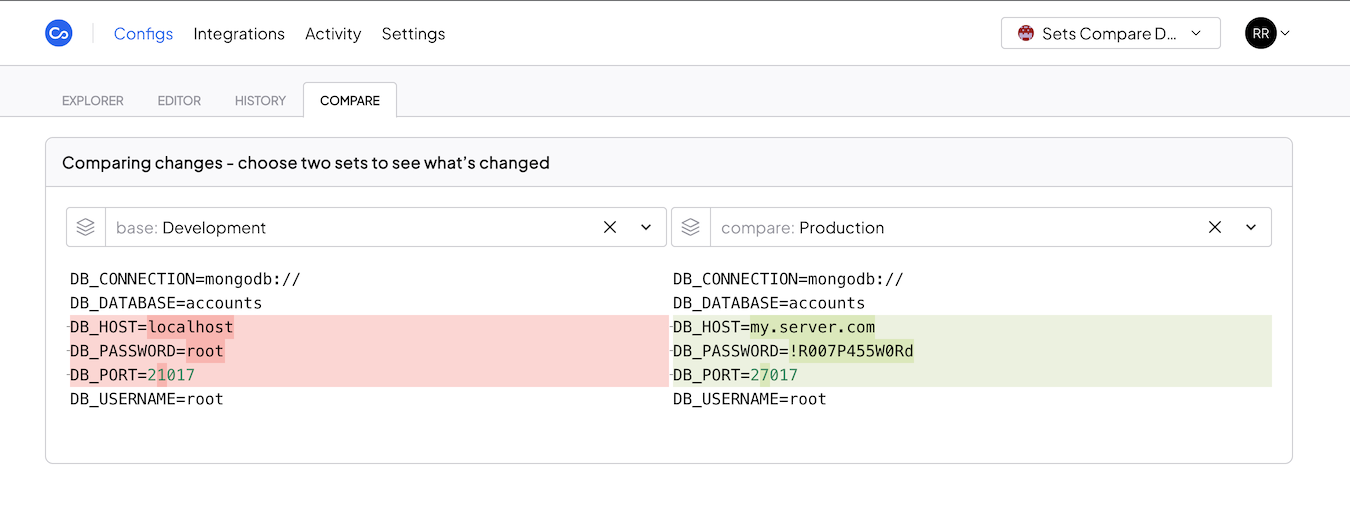 Configs Integrations Activity Settings Sets Compare D... RR
EXPLORER EDITOR HISTORY COMPARE
Comparing changes - choose two sets to see what's changed
base: Development compare: Production
DB_CONNECTION=mongodb:// DB_CONNECTION=mongodb://
DB_DATABASE=accounts DB_DATABASE=accounts
DB_HOST=localhost DB_HOST=my.server.com
DB_PASSWORD=root DB_PASSWORD=!R007P455W0Rd
DB_PORT=21017 DB_PORT=27017
DB_USERNAME=root DB_USERNAME=root